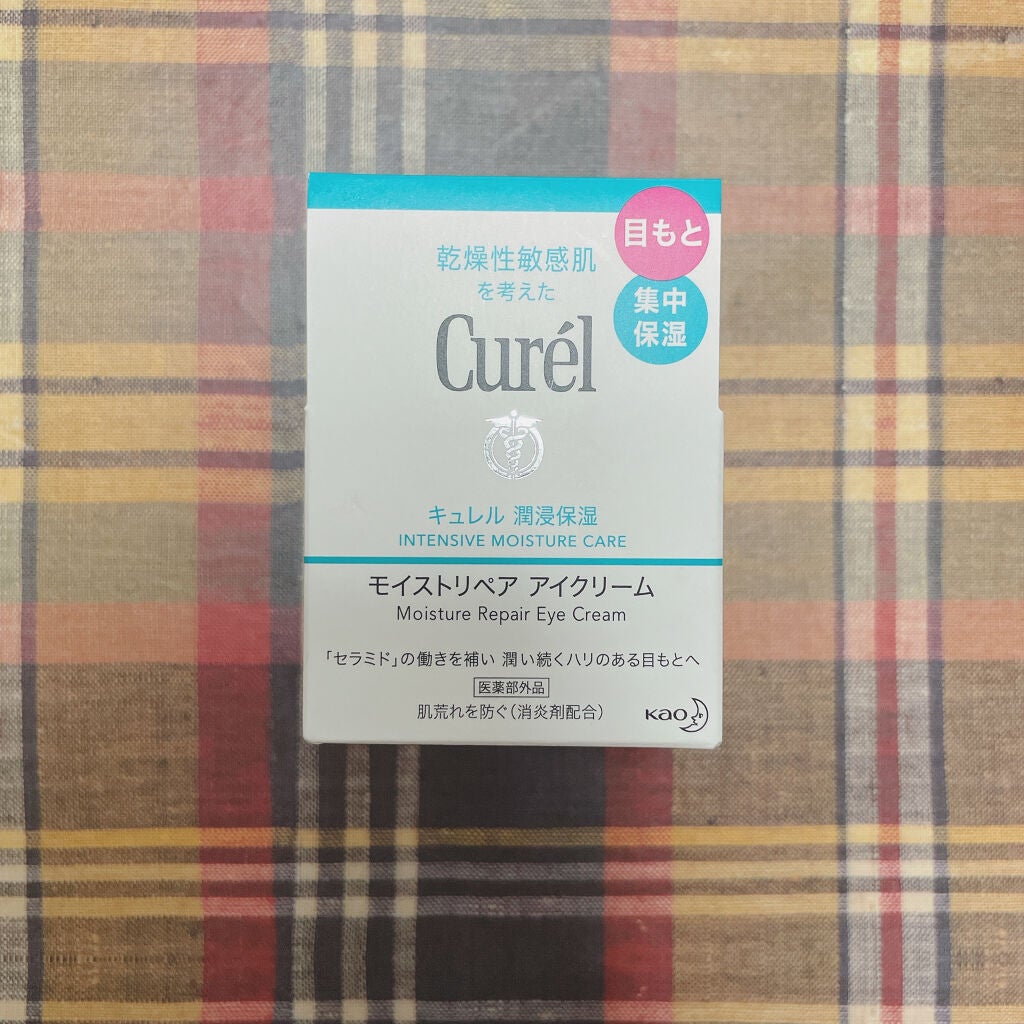 目もと
集中
保湿
乾燥性敏感肌
を考えた
Curél
キュレル 潤浸保湿
INTENSIVE MOISTURE CARE
モイストリペア アイクリーム
Moisture Repair Eye Cream
「セラミド」の働きを補い 潤い続くハリのある目もとへ
医薬部外品
肌荒れを防ぐ(消炎剤配合)
Kao